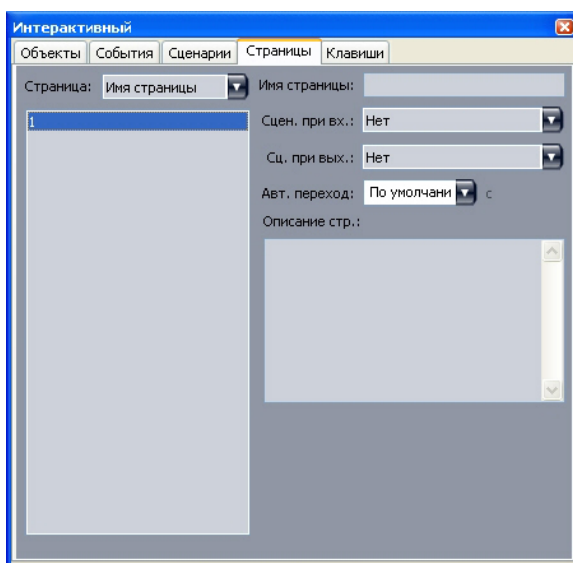 Интерактивный
Объекты События Сценарии Страницы Клавиши
Страница: Имя страницы Имя страницы:
1
Сцен. при вх.: Нет
Сц. при вых.: Нет
Авт. переход: По умолчани с
Описание стр.: